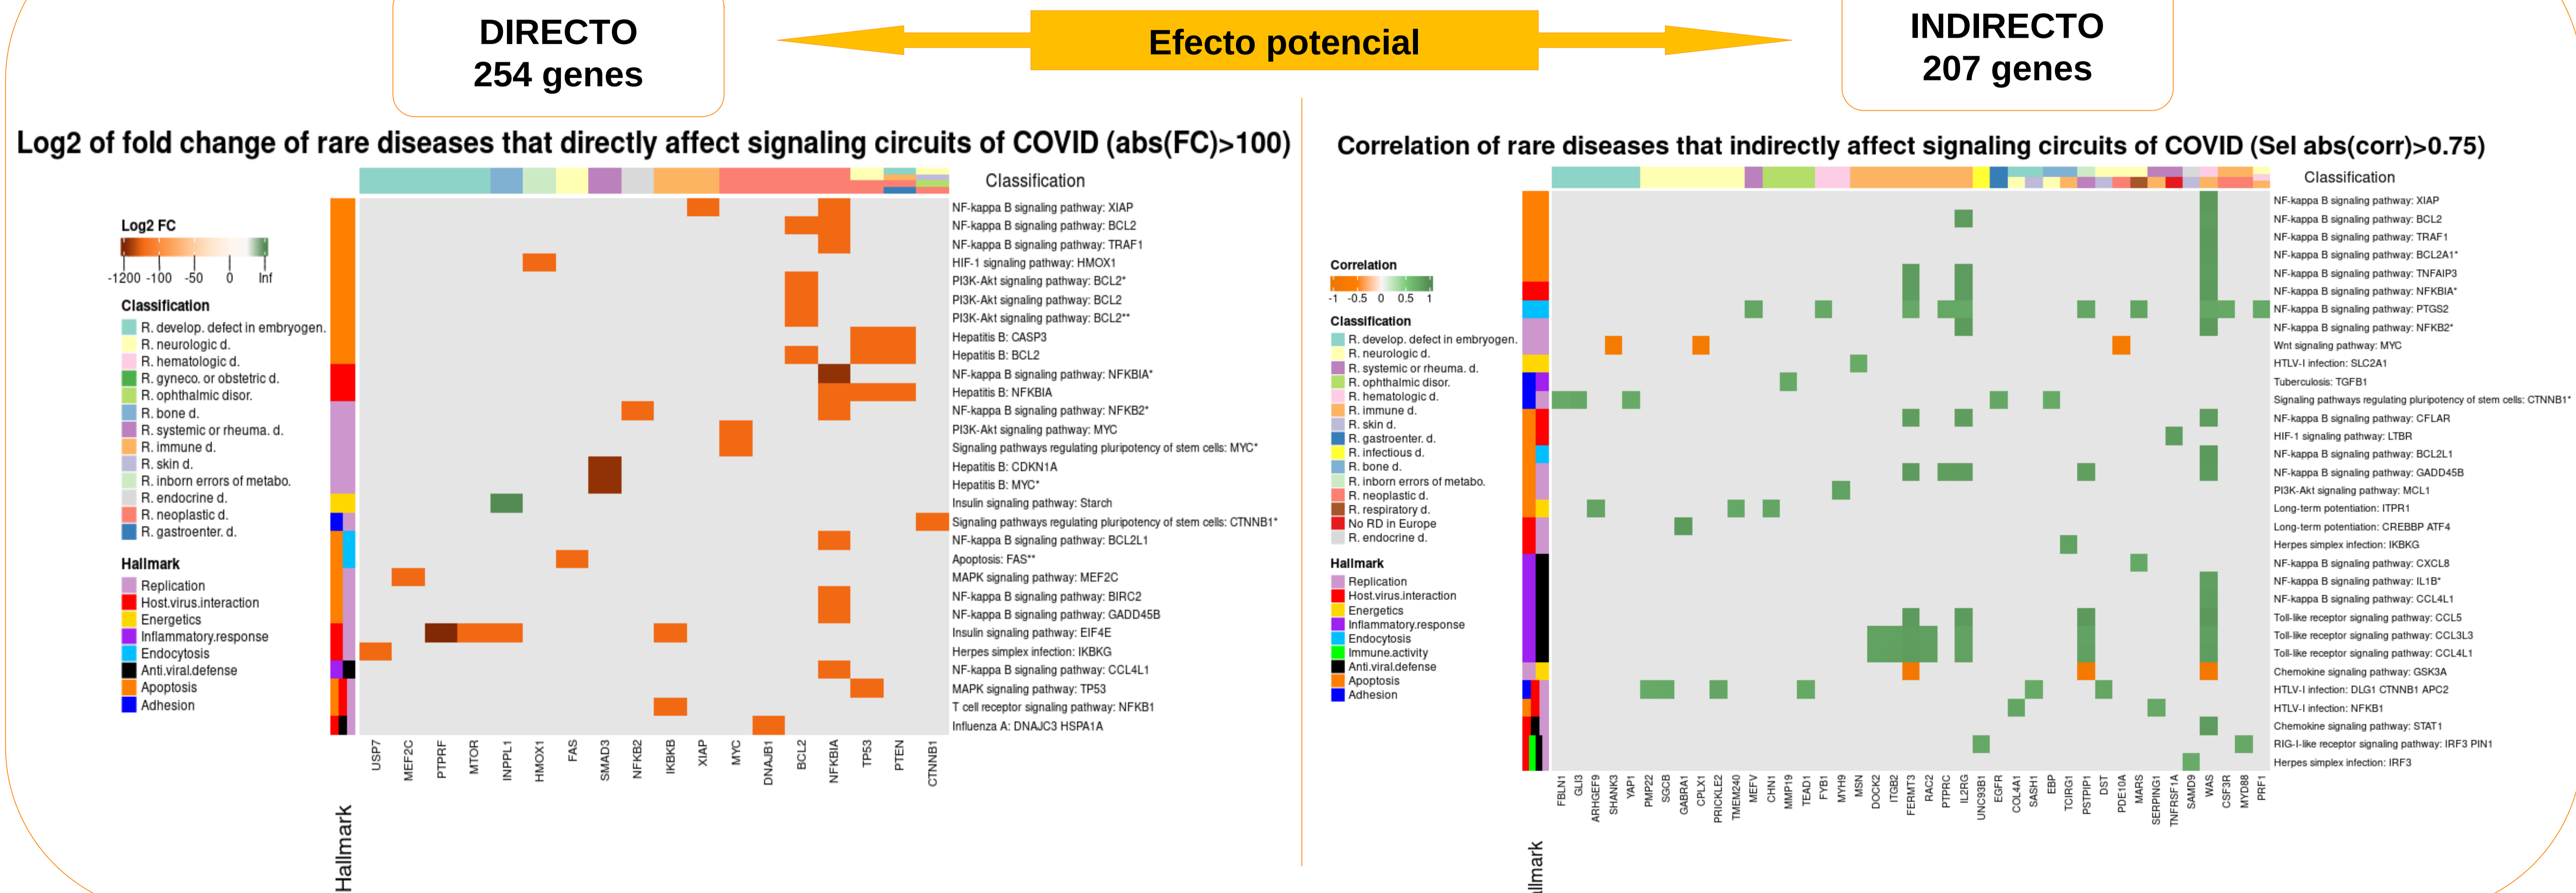 DIRECTO
254 genes
Efecto potencial
INDIRECTO
207 genes
Log2 of fold change of rare diseases that directly affect signaling circuits of COVID (abs(FC)>100)
Classification
Log2 FC
-1200 -100 -50 0 Inf
Classification
R. develop. defect in embryogen.
R. neurologic d.
R. hematologic d.
R. gyneco. or obstetric d.
R. ophthalmic disor.
R. bone d.
R. systemic or rheuma. d.
R. immune d.
R. skin d.
R. inborn errors of metabo.
R. endocrine d.
R. neoplastic d.
R. gastroenter. d.
Hallmark
Replication
Host.virus.interaction
Energetics
Inflammatory.response
Endocytosis
Anti.viral.defense
Apoptosis
Adhesion
NF-kappa B signaling pathway: XIAP
NF-kappa B signaling pathway: BCL2
NF-kappa B signaling pathway: TRAF1
HIF-1 signaling pathway: HMOX1
PI3K-Akt signaling pathway: BCL2*
PI3K-Akt signaling pathway: BCL2
PI3K-Akt signaling pathway: BCL2**
Hepatitis B: CASP3
Hepatitis B: BCL2
NF-kappa B signaling pathway: NFKBIA*
Hepatitis B: NFKBIA
NF-kappa B signaling pathway: NFKB2*
PI3K-Akt signaling pathway: MYC
Signaling pathways regulating pluripotency of stem cells: MYC*
Hepatitis B: CDKN1A
Hepatitis B: MYC*
Insulin signaling pathway: Starch
Signaling pathways regulating pluripotency of stem cells: CTNNB1*
NF-kappa B signaling pathway: BCL2L1
Apoptosis: FAS**
MAPK signaling pathway: MEF2C
NF-kappa B signaling pathway: BIRC2
NF-kappa B signaling pathway: GADD45B
Insulin signaling pathway: EIF4E
Herpes simplex infection: IKBKG
NF-kappa B signaling pathway: CCL4L1
MAPK signaling pathway: TP53
T cell receptor signaling pathway: NFKB1
Influenza A: DNAJC3 HSPA1A
USP7
MEF2C
PTPRF
MTOR
INPPL1
HMOX1
FAS
SMAD3
NFKB2
IKBKB
XIAP
MYC
DNAJB1
BCL2
NFKBIA
TP53
PTEN
CTNNB1
Hallmark
Correlation of rare diseases that indirectly affect signaling circuits of COVID (Sel abs(corr)>0.75)
Classification
Correlation
-1 -0.5 0 0.5 1
Classification
R. develop. defect in embryogen.
R. neurologic d.
R. systemic or rheuma. d.
R. ophthalmic disor.
R. hematologic d.
R. immune d.
R. skin d.
R. gastroenter. d.
R. infectious d.
R. bone d.
R. inborn errors of metabo.
R. neoplastic d.
R. respiratory d.
No RD in Europe
R. endocrine d.
Hallmark
Replication
Host.virus.interaction
Energetics
Inflammatory.response
Endocytosis
Immune.activity
Anti.viral.defense
Apoptosis
Adhesion
NF-kappa B signaling pathway: XIAP
NF-kappa B signaling pathway: BCL2
NF-kappa B signaling pathway: TRAF1
NF-kappa B signaling pathway: BCL2A1*
NF-kappa B signaling pathway: TNFAIP3
NF-kappa B signaling pathway: NFKBIA*
NF-kappa B signaling pathway: PTGS2
NF-kappa B signaling pathway: NFKB2*
Wnt signaling pathway: MYC
HTLV-I infection: SLC2A1
Tuberculosis: TGFB1
Signaling pathways regulating pluripotency of stem cells: CTNNB1*
NF-kappa B signaling pathway: CFLAR
HIF-1 signaling pathway: LTBR
NF-kappa B signaling pathway: BCL2L1
NF-kappa B signaling pathway: GADD45B
PI3K-Akt signaling pathway: MCL1
Long-term potentiation: ITPR1
Long-term potentiation: CREBBP ATF4
Herpes simplex infection: IKBKG
NF-kappa B signaling pathway: CXCL8
NF-kappa B signaling pathway: IL1B*
NF-kappa B signaling pathway: CCL4L1
Toll-like receptor signaling pathway: CCL5
Toll-like receptor signaling pathway: CCL3L3
Toll-like receptor signaling pathway: CCL4L1
Chemokine signaling pathway: GSK3A
HTLV-I infection: DLG1 CTNNB1 APC2
HTLV-I infection: NFKB1
Chemokine signaling pathway: STAT1
RIG-I-like receptor signaling pathway: IRF3 PIN1
Herpes simplex infection: IRF3
FBLN1
GLI3
ARHGEF9
SHANK3
YAP1
PMP22
SGCB
GABRA1
CPLX1
PRICKLE2
TMEM240
MEFV
CHN1
MMP19
TEAD1
FYB1
MYH9
MSN
DOCK2
ITGB2
FERMT3
RAC2
PTPRC
IL2RG
UNC93B1
EGFR
COL4A1
SASH1
EBP
TCIRG1
PSTPIP1
DST
PDE10A
MARS
SERPING1
TNFRSF1A
SAMD9
WAS
CSF3R
MYD88
PRF1
allmark